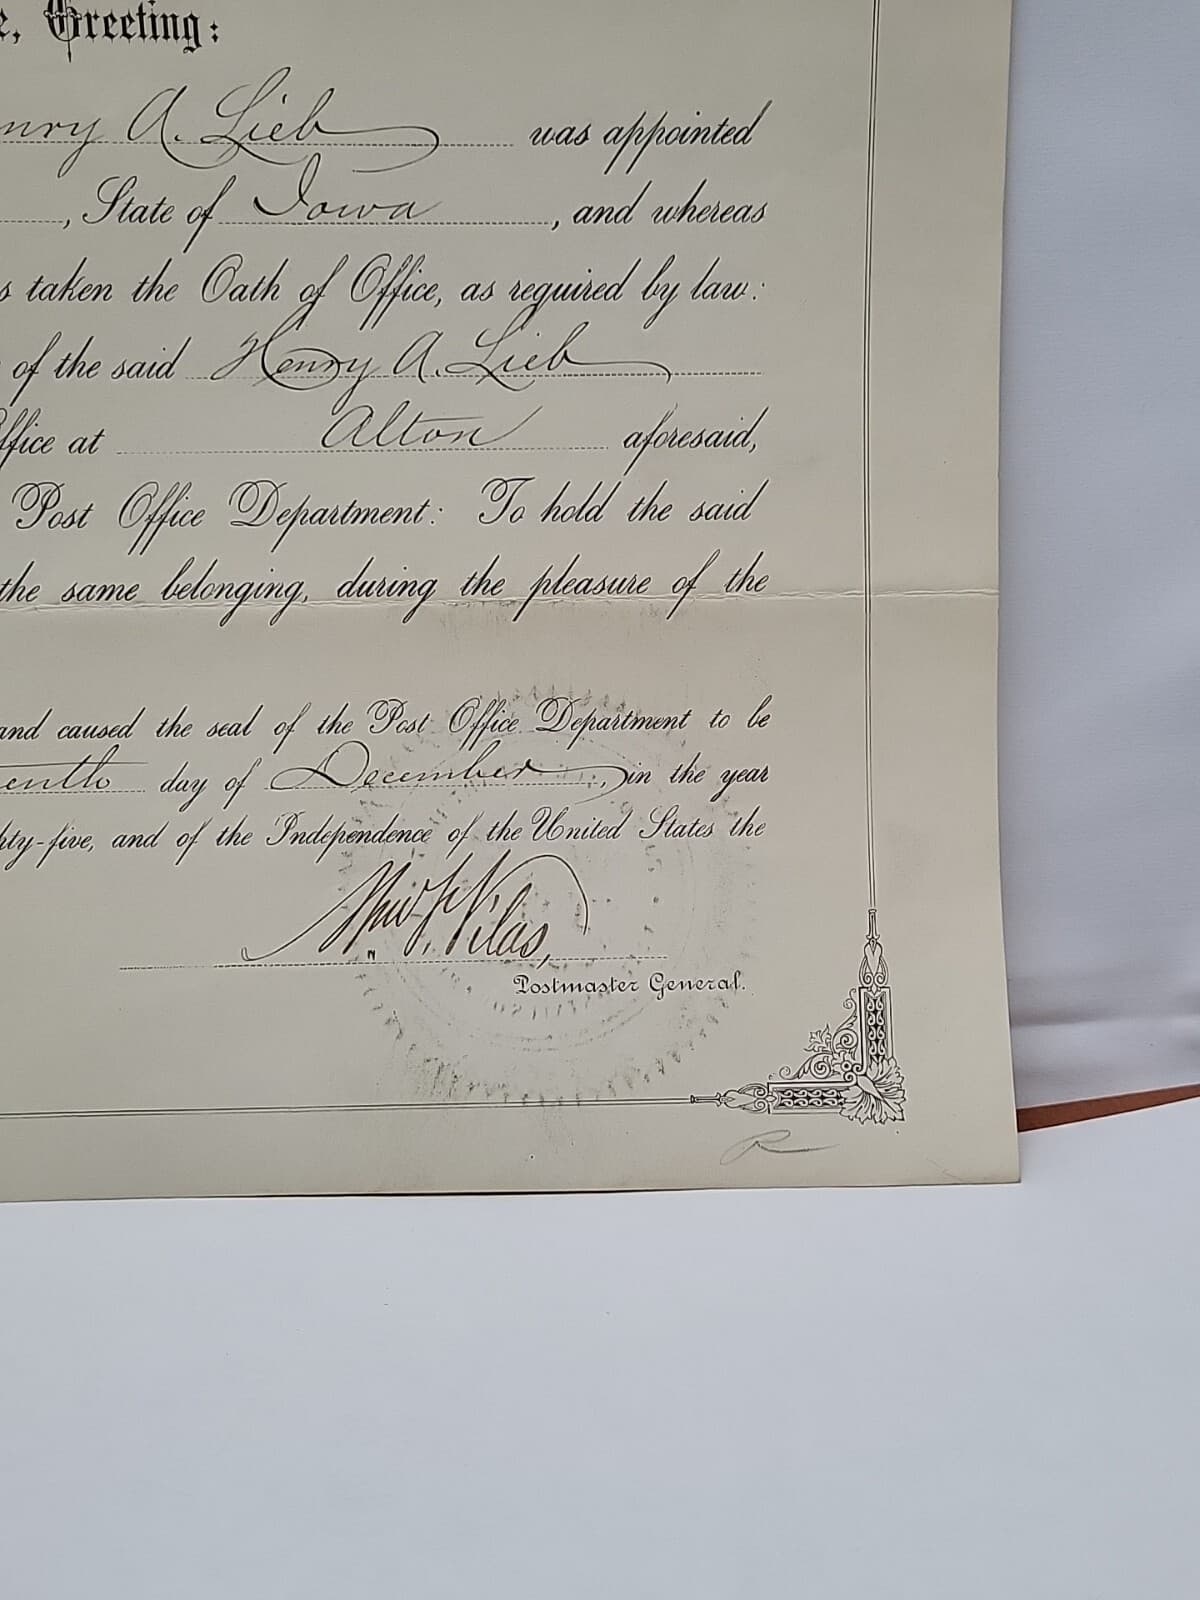 e, Greeting:
nry A. Lieb was appointed
, State of Iowa, and whereas
s taken the Oath of Office, as required by law:
of the said Henry A. Lieb
ffice at Alton aforesaid,
Post Office Department: To hold the said
the same belonging, during the pleasure of the
and caused the seal of the Post Office Department to be
enth day of December, in the year
hty-five, and of the Independence of the United States the
Wm F. Vilas,
Postmaster General.
R